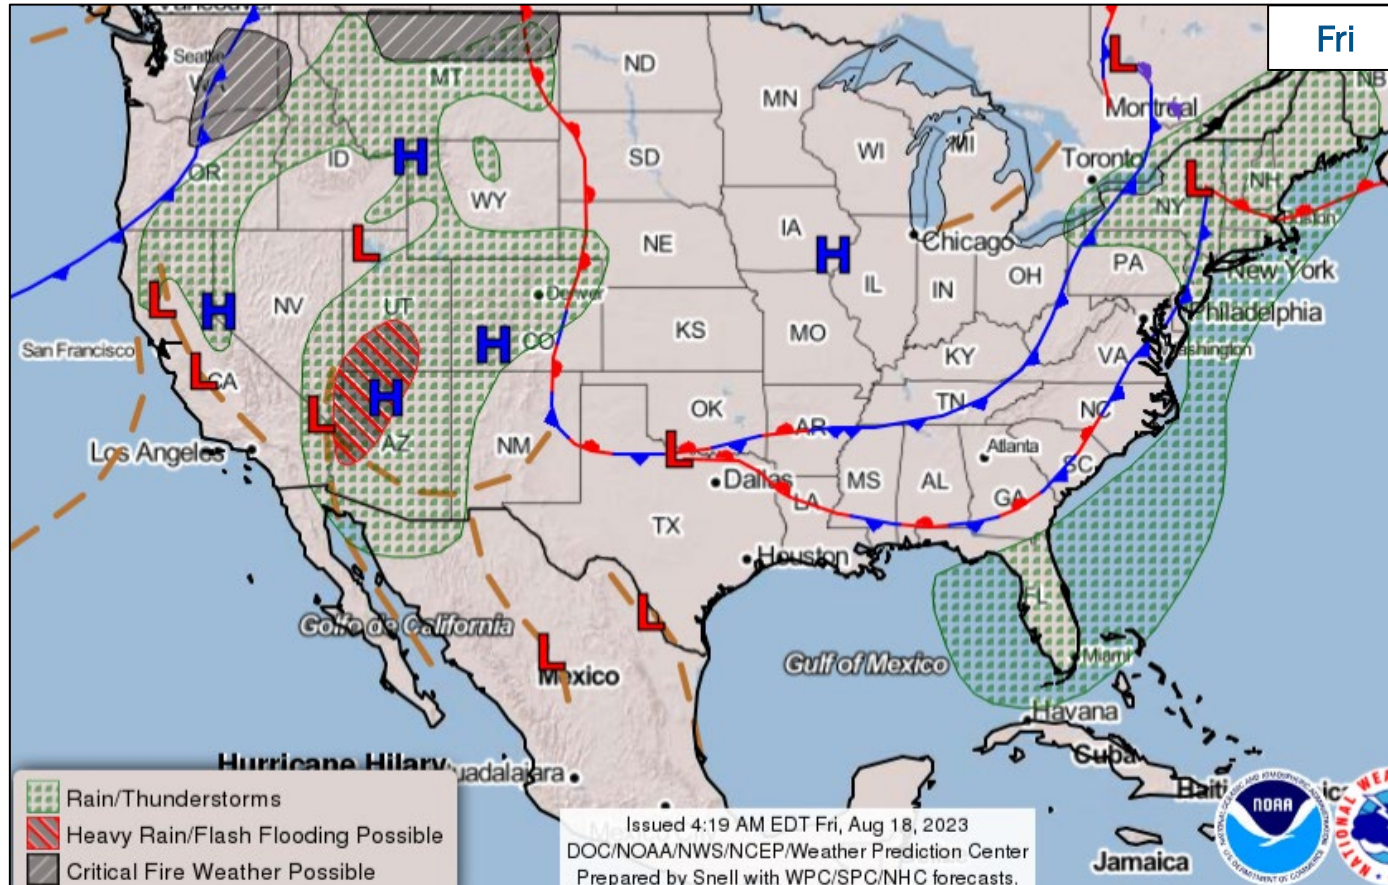 Fri
Vancouver
Seattle
MT
ND
MN
NB
Montréal
OR
ID
WY
SD
WI
MI
Toronto
NH
NY
NV
UT
Denver
CO
NE
IA
IL
IN
OH
PA
Chicago
New York
Philadelphia
Washington
San Francisco
CA
KS
MO
KY
VA
Los Angeles
AZ
NM
OK
AR
TN
NC
Atlanta
SC
Dallas
TX
LA
MS
AL
GA
Houston
FL
Golfo de California
Gulf of Mexico
Miami
Mexico
Havana
Cuba
Hurricane Hilary
uadalajara
Haiti
Jamaica
H
H
H
H
H
L
L
L
L
L
L
L
L
L
Rain/Thunderstorms
Heavy Rain/Flash Flooding Possible
Critical Fire Weather Possible
Issued 4:19 AM EDT Fri, Aug 18, 2023
DOC/NOAA/NWS/NCEP/Weather Prediction Center
Prepared by Snell with WPC/SPC/NHC forecasts.
NOAA